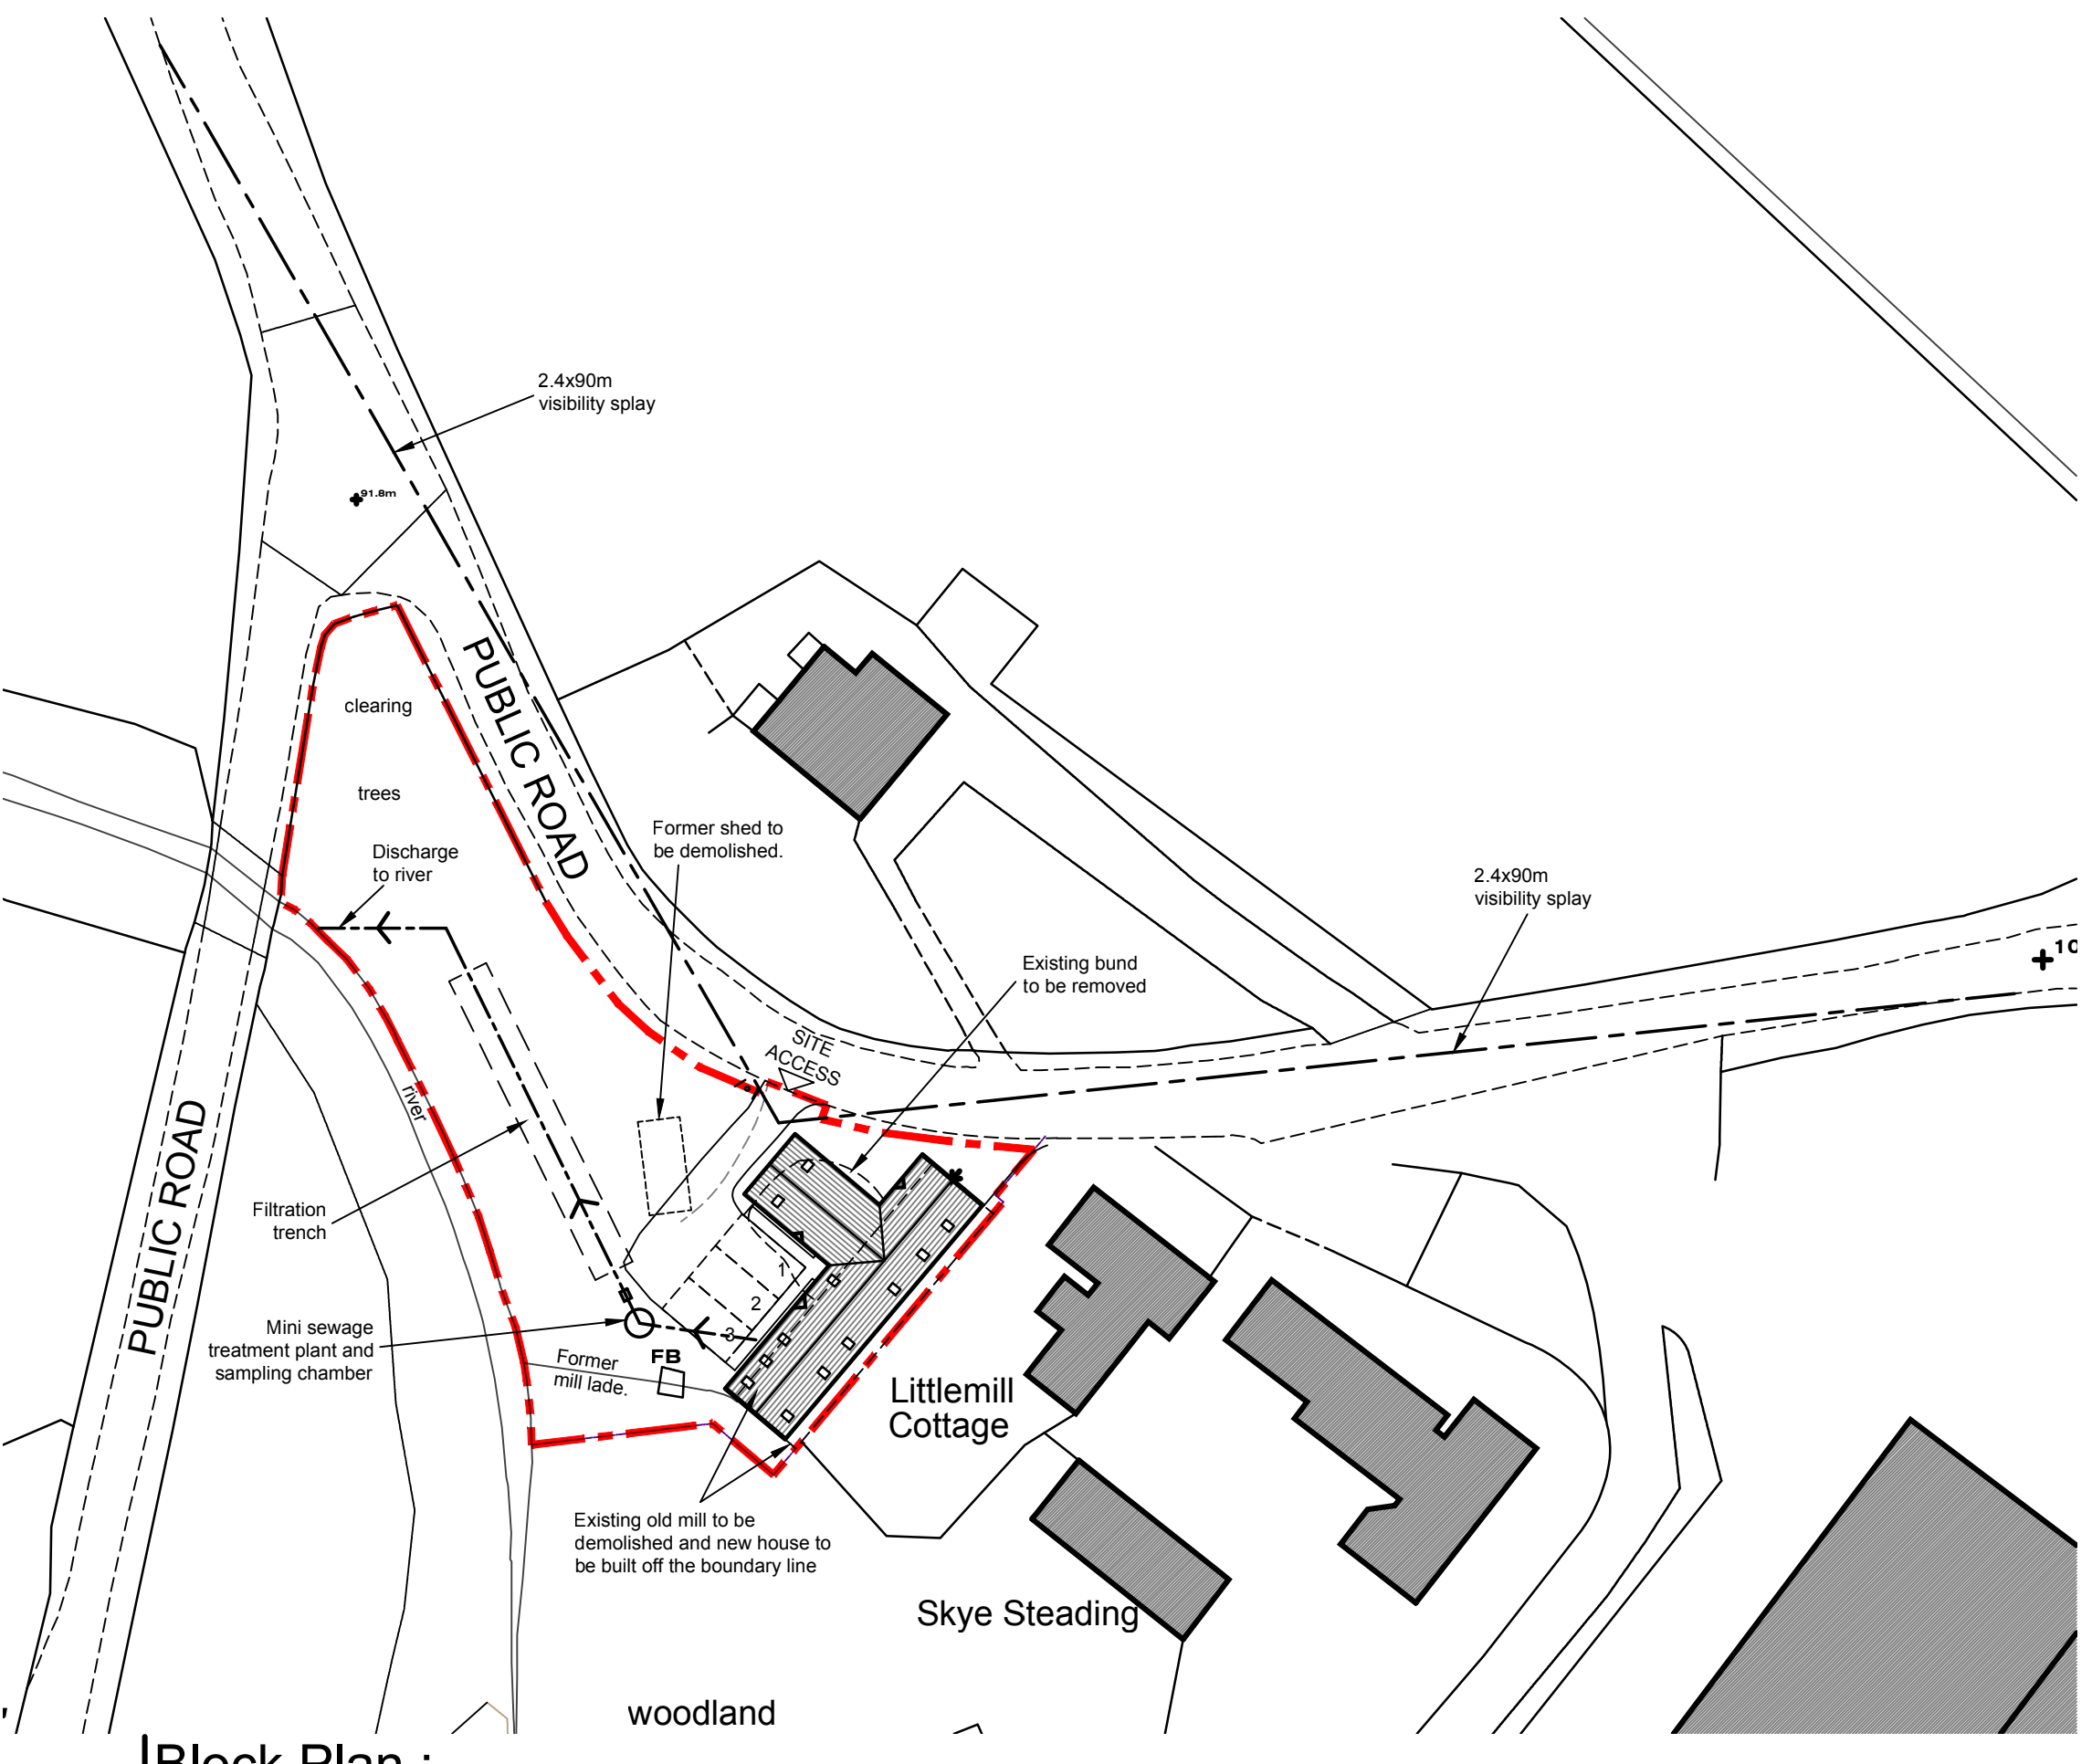 2.4x90m
visibility splay
91.8m
PUBLIC ROAD
clearing
trees
Discharge
to river
Former shed to
be demolished.
2.4x90m
visibility splay
Existing bund
to be removed
10
SITE
ACCESS
river
PUBLIC ROAD
Filtration
trench
1
2
3
Mini sewage
treatment plant and
sampling chamber
FB
Former
mill lade.
Littlemill
Cottage
Existing old mill to be
demolished and new house to
be built off the boundary line
Skye Steading
woodland
Block Plan :